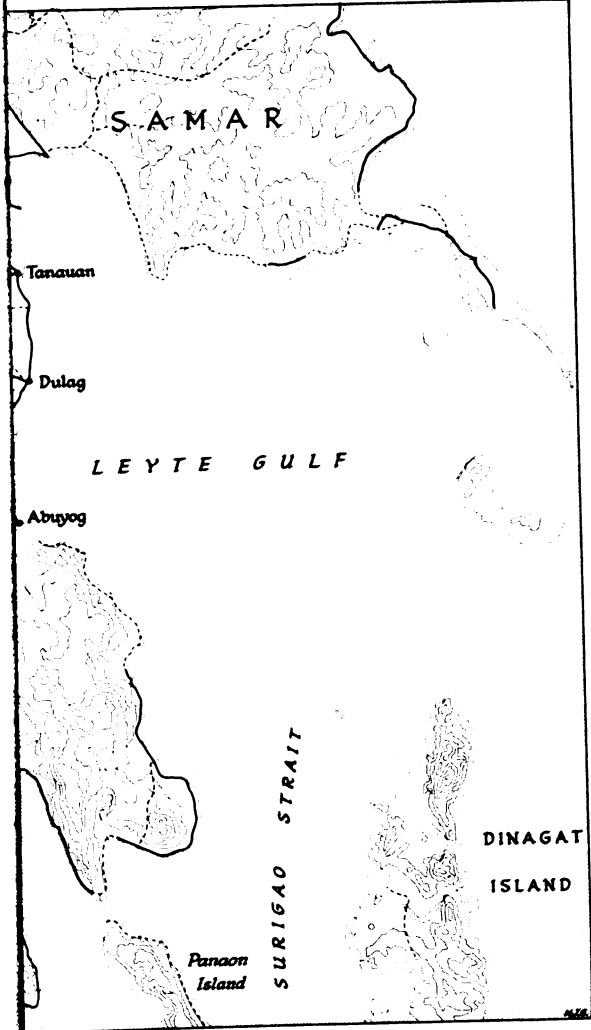 SAMAR
Tanauan
Dulag
LEYTE GULF
Abuyog
SURIGAO STRAIT
DINAGAT
ISLAND
Panaon
Island